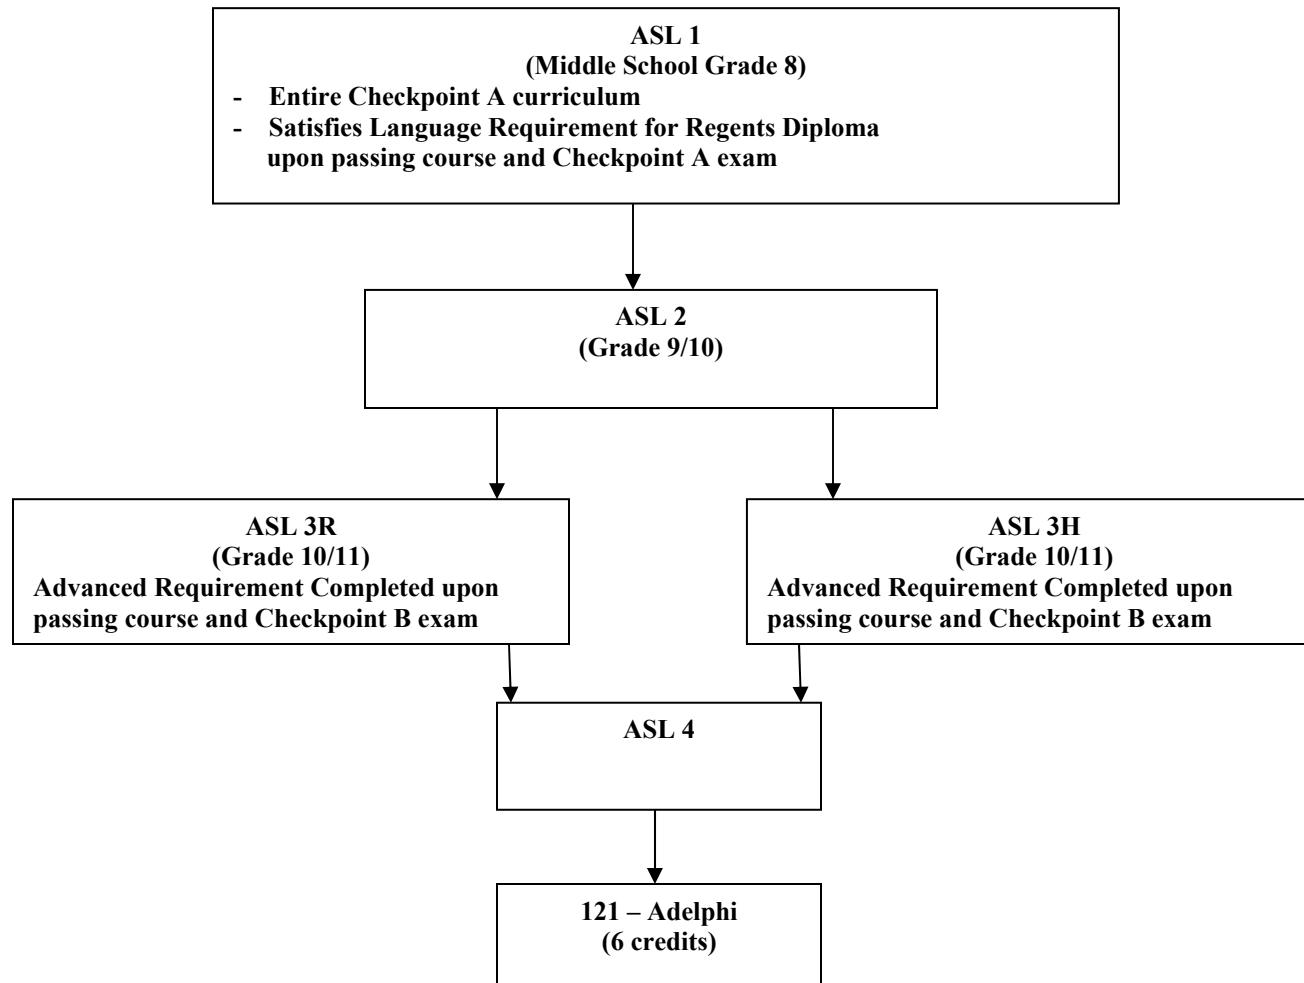 ASL 1
(Middle School Grade 8)
- Entire Checkpoint A curriculum
- Satisfies Language Requirement for Regents Diploma
upon passing course and Checkpoint A exam
ASL 2
(Grade 9/10)
ASL 3R
(Grade 10/11)
Advanced Requirement Completed upon
passing course and Checkpoint B exam
ASL 3H
(Grade 10/11)
Advanced Requirement Completed upon
passing course and Checkpoint B exam
ASL 4
121 – Adelphi
(6 credits)